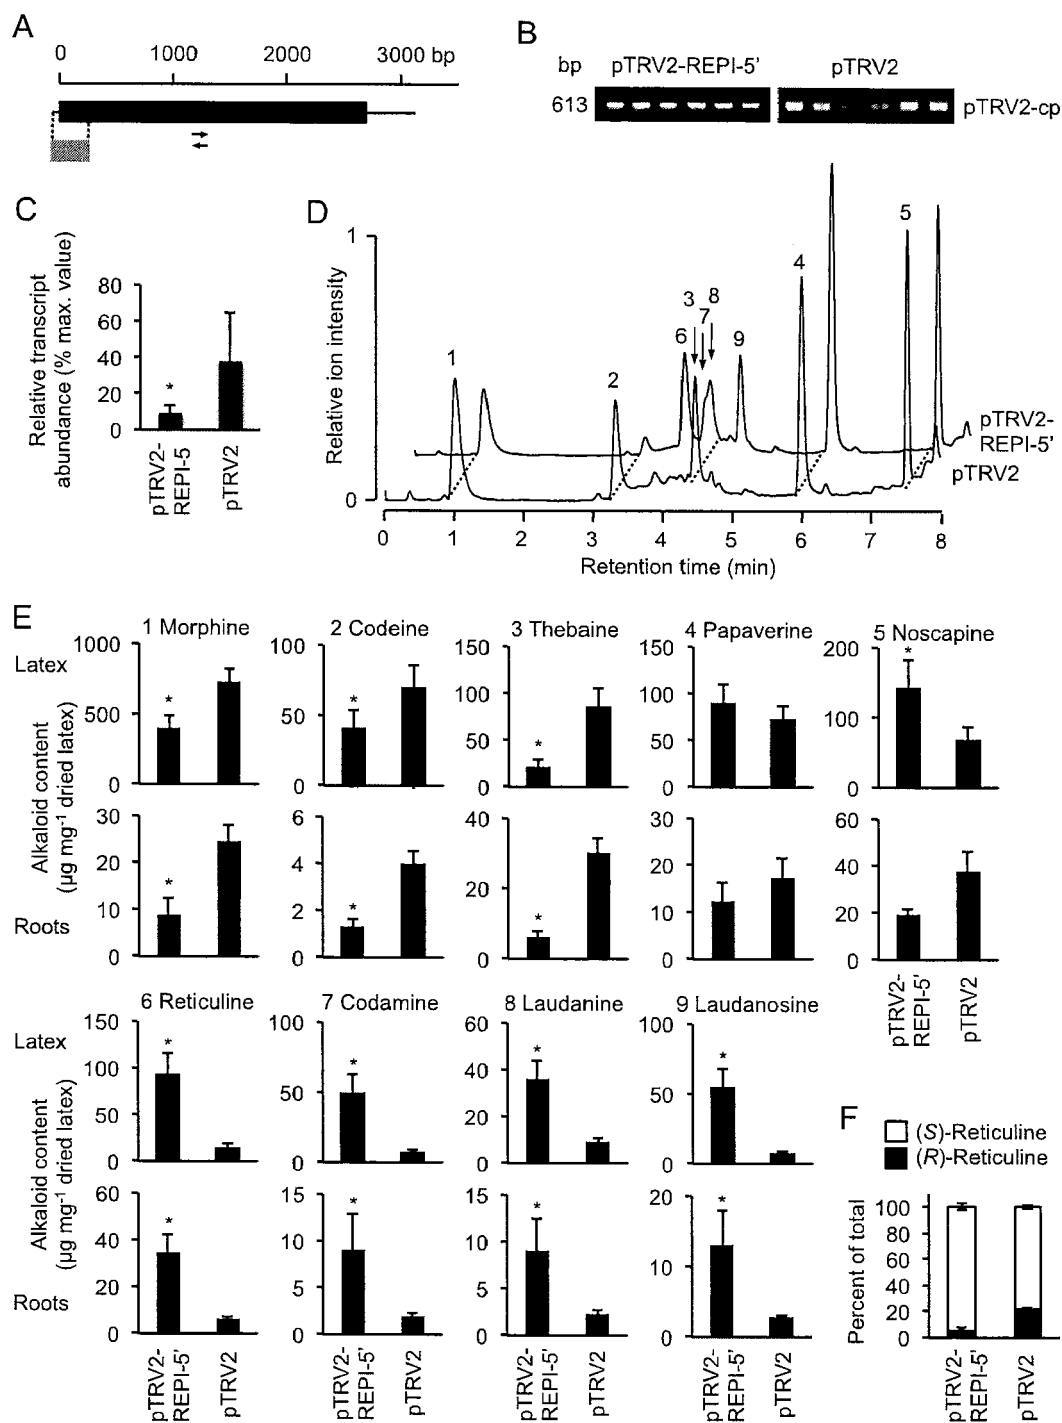 A
0 1000 2000 3000 bp
B
bp pTRV2-REPI-5' pTRV2
613 pTRV2-cp
C
Relative transcript
abundance (% max. value)
80
60
40
20
0
*
pTRV2-
REPI-5
pTRV2
D
Relative ion intensity
1
0
1
2
6
3
7
8
9
4
5
pTRV2-
REPI-5'
pTRV2
0 1 2 3 4 5 6 7 8
Retention time (min)
E
Latex
Alkaloid content
(µg mg⁻¹ dried latex)
Roots
1 Morphine
1000
500
0
*
30
20
10
0
*
2 Codeine
100
50
0
*
6
4
2
0
*
3 Thebaine
150
100
50
0
*
40
20
0
*
4 Papaverine
150
100
50
0
30
20
10
0
5 Noscapine
200
100
0
*
60
40
20
0
pTRV2-
REPI-5'
pTRV2
Latex
Alkaloid content
(µg mg⁻¹ dried latex)
Roots
6 Reticuline
150
100
50
0
*
60
40
20
0
*
pTRV2-
REPI-5'
pTRV2
7 Codamine
100
50
0
*
15
10
5
0
*
pTRV2-
REPI-5'
pTRV2
8 Laudanine
60
40
20
0
*
15
10
5
0
*
pTRV2-
REPI-5'
pTRV2
9 Laudanosine
100
50
0
*
20
10
0
*
pTRV2-
REPI-5'
pTRV2
F
(S)-Reticuline
(R)-Reticuline
Percent of total
100
80
60
40
20
0
pTRV2-
REPI-5'
pTRV2